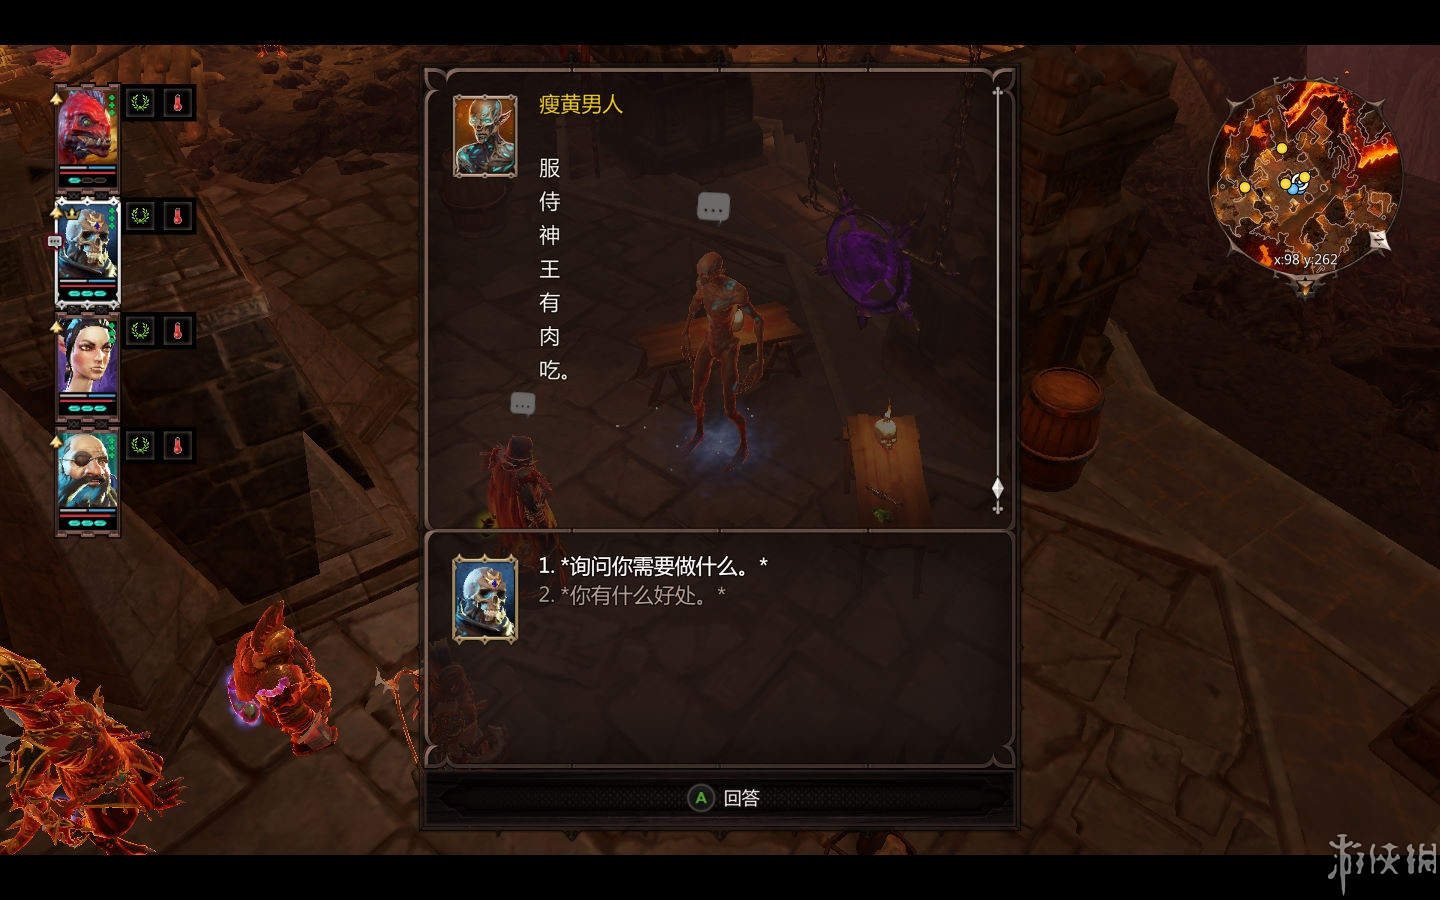 瘦黄男人
服
侍
神
王
有
肉
吃。
x:98 y:262
1. *询问你需要做什么。*
2. *你有什么好处。*
A 回答
游侠网